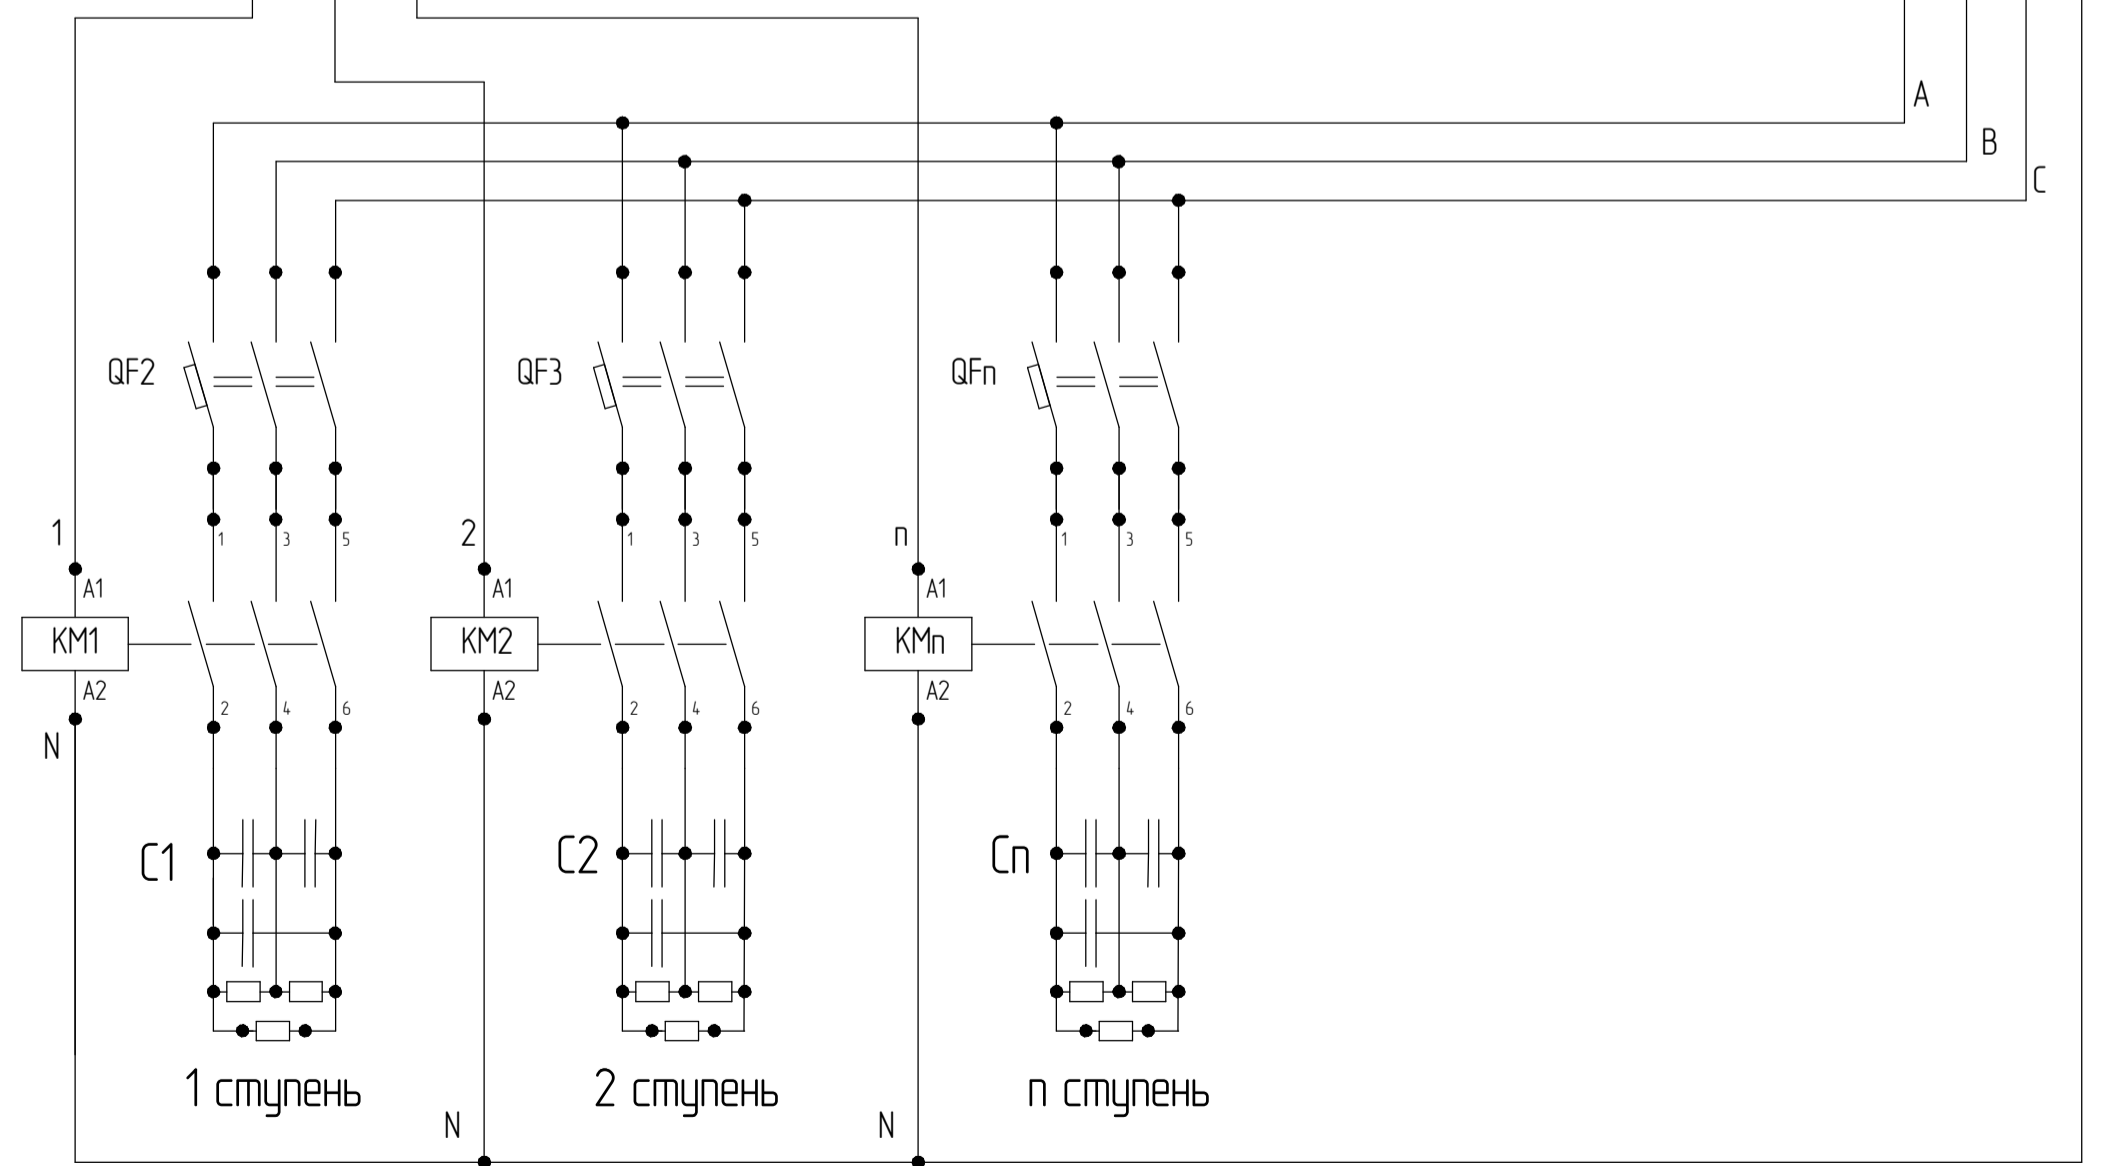 A
B
C
QF2 QF3 QFn
1 2 n
1 3 5 1 3 5 1 3 5
A1 A1 A1
KM1 KM2 KMn
A2 A2 A2
2 4 6 2 4 6 2 4 6
N
C1 C2 Cn
1 ступень 2 ступень n ступень
N N